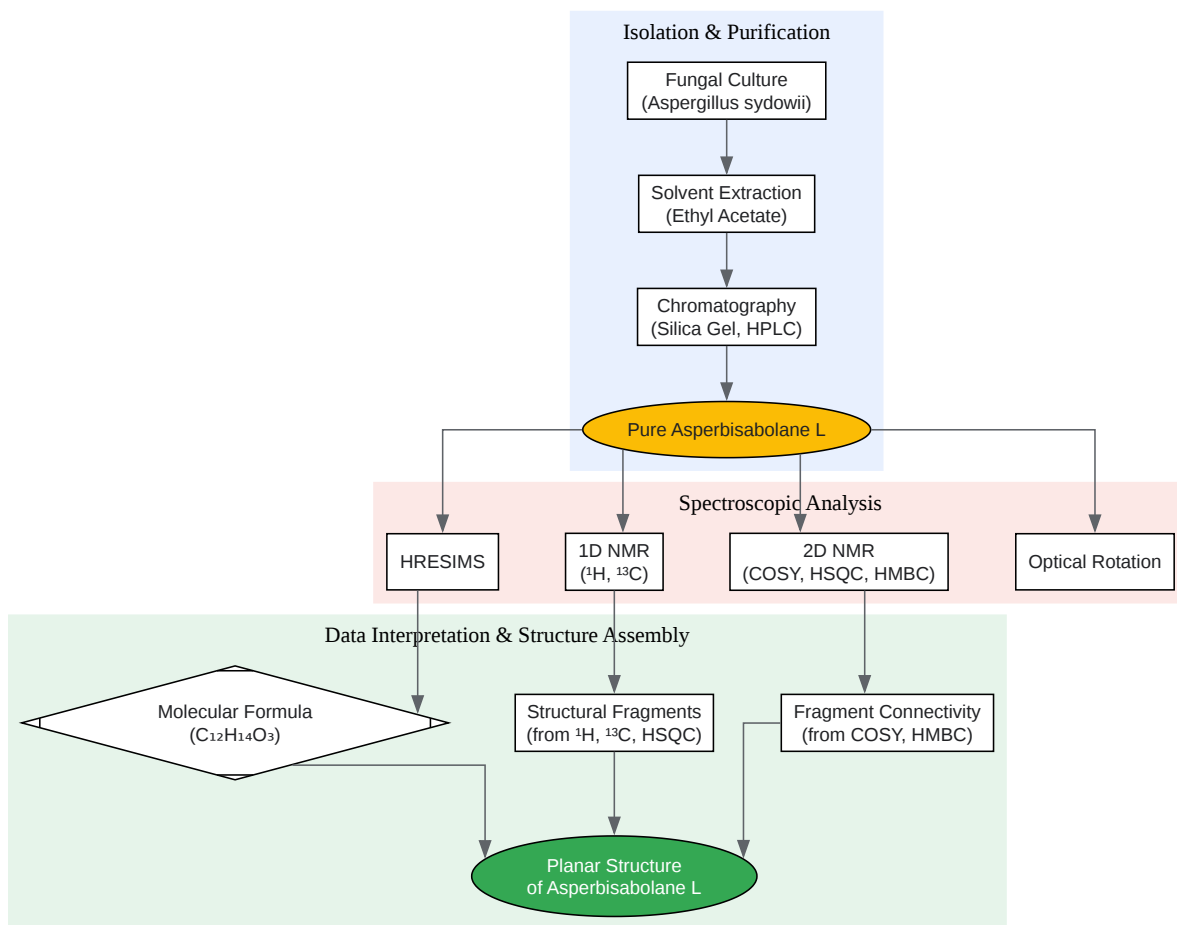 Isolation & Purification
Fungal Culture
(Aspergillus sydowii)
Solvent Extraction
(Ethyl Acetate)
Chromatography
(Silica Gel, HPLC)
Pure Asperbisabolane L
Spectroscopic Analysis
HRESIMS
1D NMR
(¹H, ¹³C)
2D NMR
(COSY, HSQC, HMBC)
Optical Rotation
Data Interpretation & Structure Assembly
Molecular Formula
(C₁₂H₁₄O₃)
Structural Fragments
(from ¹H, ¹³C, HSQC)
Fragment Connectivity
(from COSY, HMBC)
Planar Structure
of Asperbisabolane L